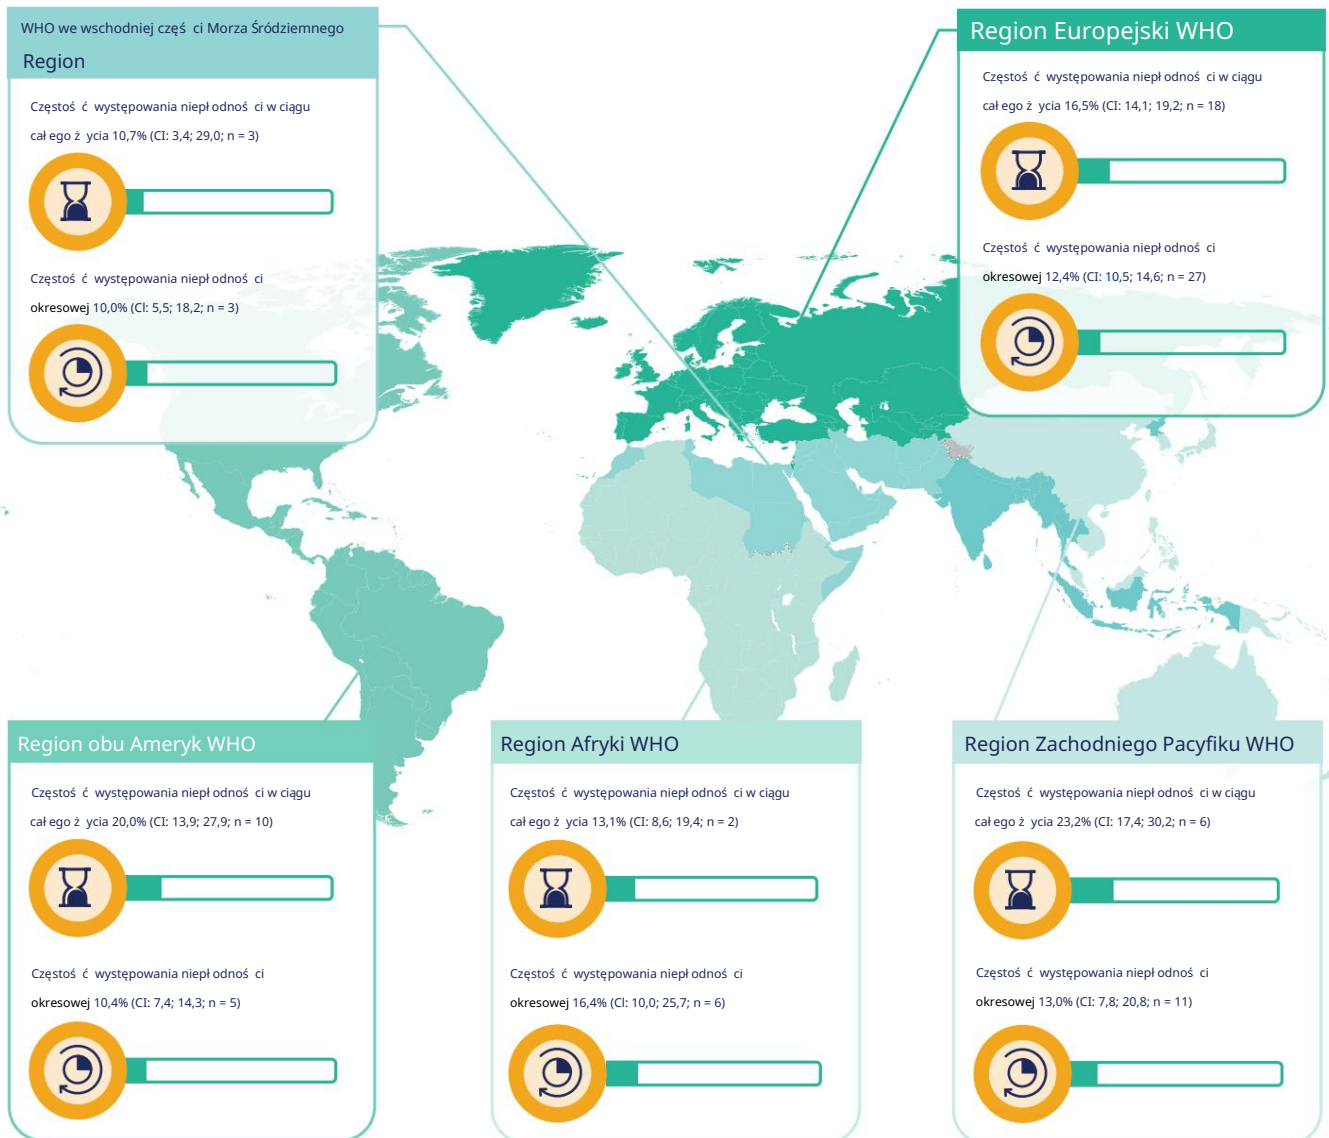 WHO we wschodniej częś ci Morza Śródziemnego
Region
Częstoś ć występowania niepł odnoś ci w ciągu
cał ego ż ycia 10,7% (CI: 3,4; 29,0; n = 3)
Częstoś ć występowania niepł odnoś ci
okresowej 10,0% (CI: 5,5; 18,2; n = 3)
Region Europejski WHO
Częstoś ć występowania niepł odnoś ci w ciągu
cał ego ż ycia 16,5% (CI: 14,1; 19,2; n = 18)
Częstoś ć występowania niepł odnoś ci
okresowej 12,4% (CI: 10,5; 14,6; n = 27)
Region obu Ameryk WHO
Częstoś ć występowania niepł odnoś ci w ciągu
cał ego ż ycia 20,0% (CI: 13,9; 27,9; n = 10)
Częstoś ć występowania niepł odnoś ci
okresowej 10,4% (CI: 7,4; 14,3; n = 5)
Region Afryki WHO
Częstoś ć występowania niepł odnoś ci w ciągu
cał ego ż ycia 13,1% (CI: 8,6; 19,4; n = 2)
Częstoś ć występowania niepł odnoś ci
okresowej 16,4% (CI: 10,0; 25,7; n = 6)
Region Zachodniego Pacyfiku WHO
Częstoś ć występowania niepł odnoś ci w ciągu
cał ego ż ycia 23,2% (CI: 17,4; 30,2; n = 6)
Częstoś ć występowania niepł odnoś ci
okresowej 13,0% (CI: 7,8; 20,8; n = 11)